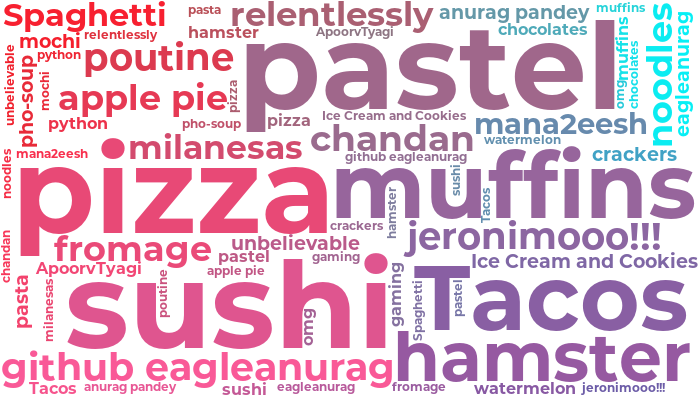 Spaghetti
pasta
relentlessly
anurag pandey
muffins
mochi
relentlessly
hamster
ApoorvTyagi
chocolates
unbelievable
python
poutine
pastel
omg
muffins
chocolates
noodles
eagleanurag
pho-soup
mochi
apple pie
pizza
python
pho-soup
pizza
Ice Cream and Cookies
mana2eesh
chandan
watermelon
milanesas
noodles
mana2eesh
github eagleanurag
crackers
pizza
muffins
sushi
Tacos
hamster
crackers
jeronimooo!!!
chandan
fromage
unbelievable
pastel
gaming
Ice Cream and Cookies
ApoorvTyagi
apple pie
pasta
milanesas
sushi
poutine
omg
gaming
Spaghetti
Tacos
pastel
hamster
github eagleanurag
Tacos
anurag pandey
sushi
eagleanurag
fromage
watermelon
jeronimooo!!!